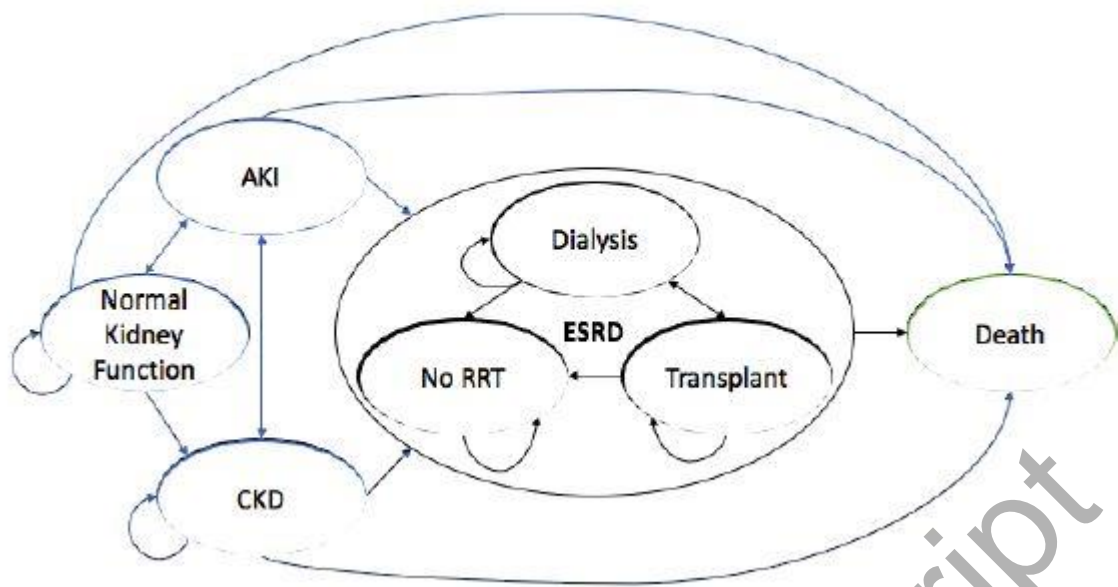 AKI
Dialysis
Normal
Kidney
Function
ESRD
Death
No RRT
Transplant
CKD